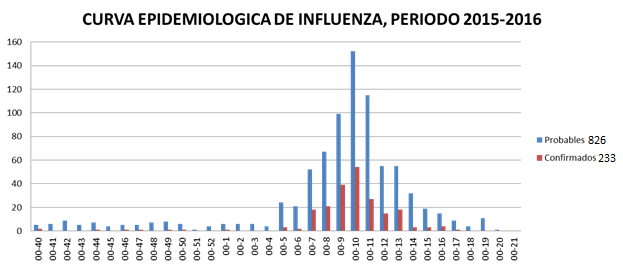 CURVA EPIDEMIOLOGICA DE INFLUENZA, PERIODO 2015-2016
160
140
120
100
80
60
40
20
0
Probables 826
Confirmados 233
00-40 00-41 00-42 00-43 00-44 00-45 00-46 00-47 00-48 00-49 00-50 00-51 00-52 00-1 00-2 00-3 00-4 00-5 00-6 00-7 00-8 00-9 00-10 00-11 00-12 00-13 00-14 00-15 00-16 00-17 00-18 00-19 00-20 00-21